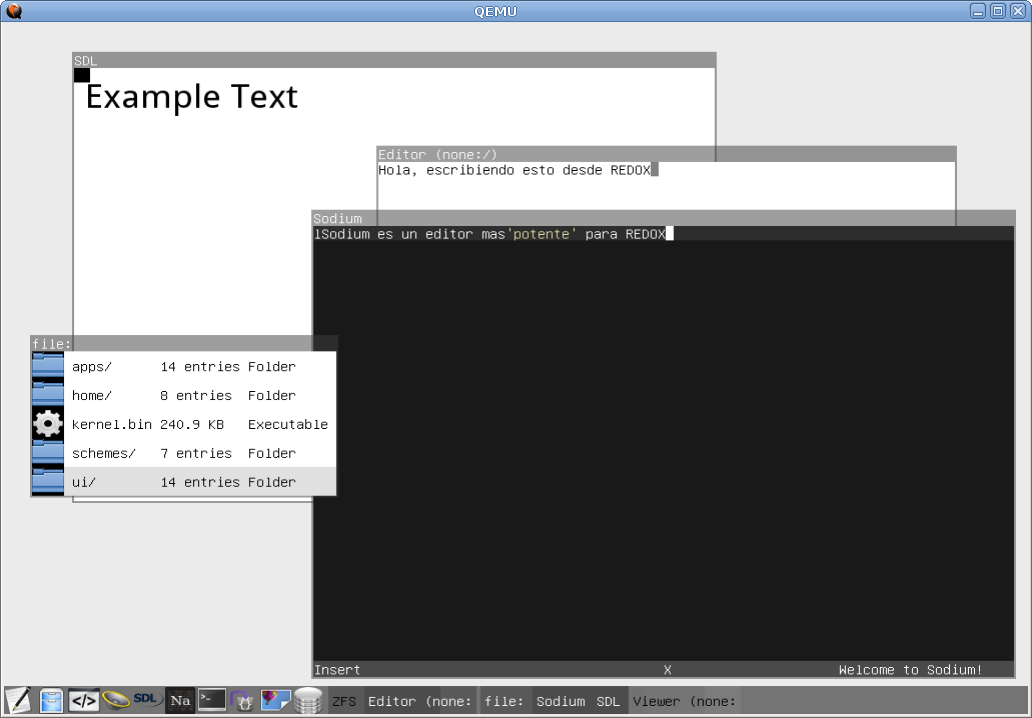 QEMU
SDL
Example Text
Editor (none:/)
Hola, escribiendo esto desde REDOX
Sodium
lSodium es un editor mas'potente' para REDOX
file:
apps/ 14 entries Folder
home/ 8 entries Folder
kernel.bin 240.9 KB Executable
schemes/ 7 entries Folder
ui/ 14 entries Folder
Insert X Welcome to Sodium!
</> SDL Na >- {} ZFS Editor (none: file: Sodium SDL Viewer (none: